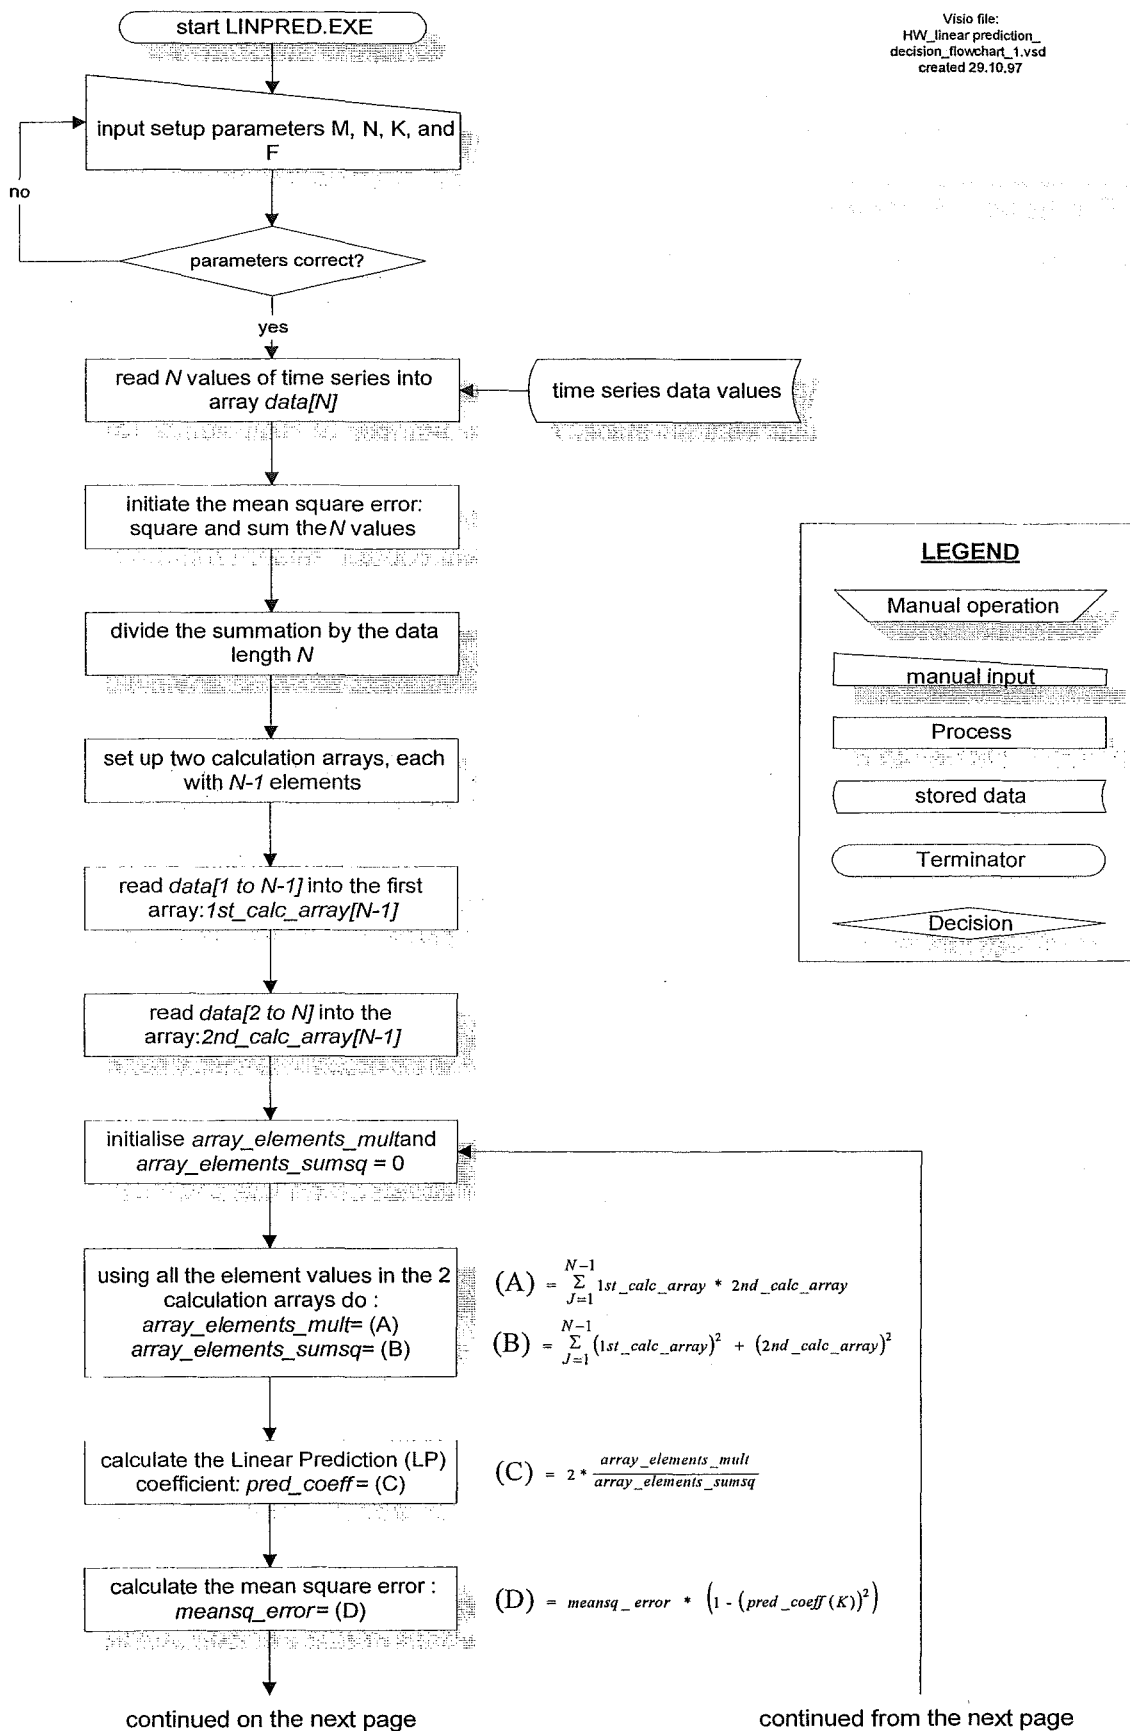 start LINPRED.EXE
Visio file:
HW_linear prediction_
decision_flowchart_1.vsd
created 29.10.97
input setup parameters M, N, K, and
F
no
parameters correct?
yes
read N values of time series into
array data[N]
time series data values
initiate the mean square error:
square and sum the N values
divide the summation by the data
length N
set up two calculation arrays, each
with N-1 elements
read data[1 to N-1] into the first
array:1st_calc_array[N-1]
read data[2 to N] into the
array:2nd_calc_array[N-1]
initialise array_elements_mult and
array_elements_sumsq = 0
using all the element values in the 2
calculation arrays do :
array_elements_mult= (A)
array_elements_sumsq= (B)
(A) = \sum_{J=1}^{N-1} 1st_calc_array * 2nd_calc_array
(B) = \sum_{J=1}^{N-1} (1st_calc_array)^2 + (2nd_calc_array)^2
calculate the Linear Prediction (LP)
coefficient: pred_coeff= (C)
(C) = 2 * \frac{array_elements_mult}{array_elements_sumsq}
calculate the mean square error :
meansq_error= (D)
(D) = meansq_error * (1 - (pred_coeff(K))^2)
continued on the next page
continued from the next page
LEGEND
Manual operation
manual input
Process
stored data
Terminator
Decision